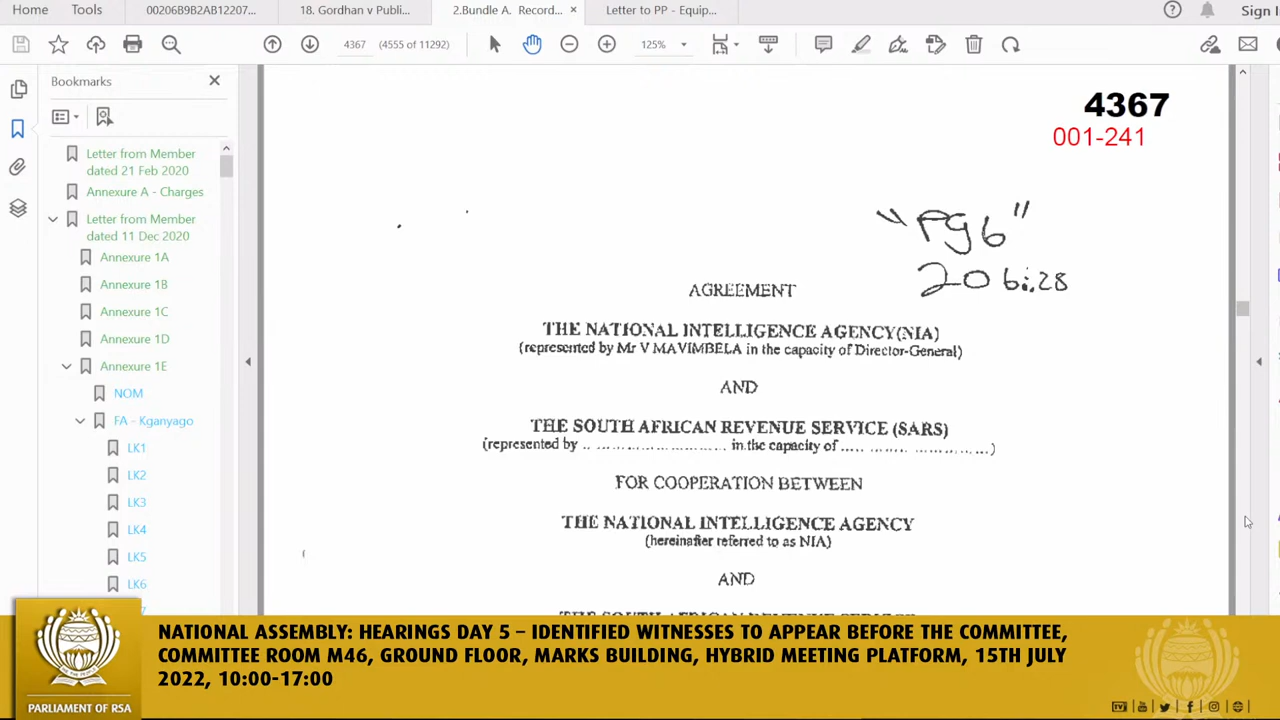 Home Tools 00206B9B2AB12207... 18. Gordhan v Publi... 2.Bundle A. Record... × Letter to PP - Equip... Sign I
4367 (4555 of 11292) 125%
Bookmarks
Letter from Member
dated 21 Feb 2020
Annexure A - Charges
Letter from Member
dated 11 Dec 2020
Annexure 1A
Annexure 1B
Annexure 1C
Annexure 1D
Annexure 1E
NOM
FA - Kganyago
LK1
LK2
LK3
LK4
LK5
LK6
4367
001-241
"PG6"
206:28
AGREEMENT
THE NATIONAL INTELLIGENCE AGENCY(NIA)
(represented by Mr V MAVIMBELA in the capacity of Director-General)
AND
THE SOUTH AFRICAN REVENUE SERVICE (SARS)
(represented by .......................... in the capacity of ..........................)
FOR COOPERATION BETWEEN
THE NATIONAL INTELLIGENCE AGENCY
(hereinafter referred to as NIA)
AND
THE SOUTH AFRICAN REVENUE SERVICE
NATIONAL ASSEMBLY: HEARINGS DAY 5 – IDENTIFIED WITNESSES TO APPEAR BEFORE THE COMMITTEE,
COMMITTEE ROOM M46, GROUND FLOOR, MARKS BUILDING, HYBRID MEETING PLATFORM, 15TH JULY
2022, 10:00-17:00
PARLIAMENT OF RSA